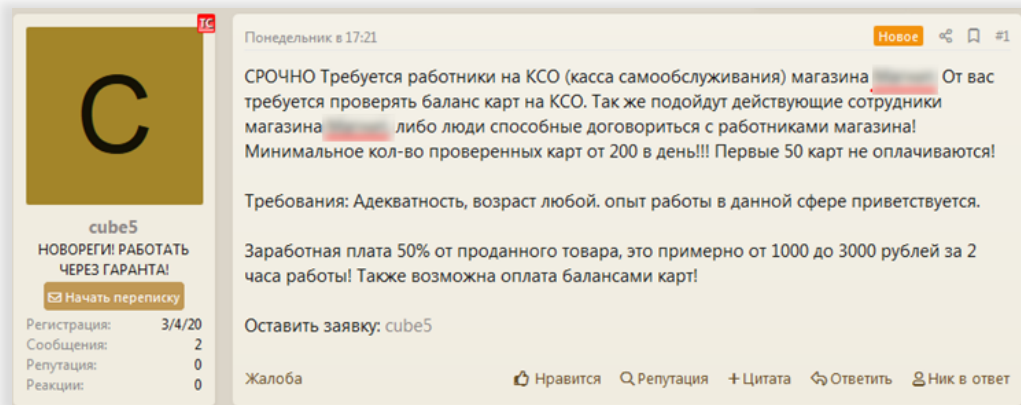 TC
C
cube5
НОВОРЕГИ! РАБОТАТЬ
ЧЕРЕЗ ГАРАНТА!
Начать переписку
Регистрация: 3/4/20
Сообщения: 2
Репутация: 0
Реакции: 0
Понедельник в 17:21
Новое #1
СРОЧНО Требуется работники на КСО (касса самообслуживания) магазина От вас
требуется проверять баланс карт на КСО. Так же подойдут действующие сотрудники
магазина либо люди способные договориться с работниками магазина!
Минимальное кол-во проверенных карт от 200 в день!!! Первые 50 карт не оплачиваются!
Требования: Адекватность, возраст любой. опыт работы в данной сфере приветствуется.
Заработная плата 50% от проданного товара, это примерно от 1000 до 3000 рублей за 2
часа работы! Также возможна оплата балансами карт!
Оставить заявку: cube5
Жалоба Нравится Репутация +Цитата Ответить Ник в ответ